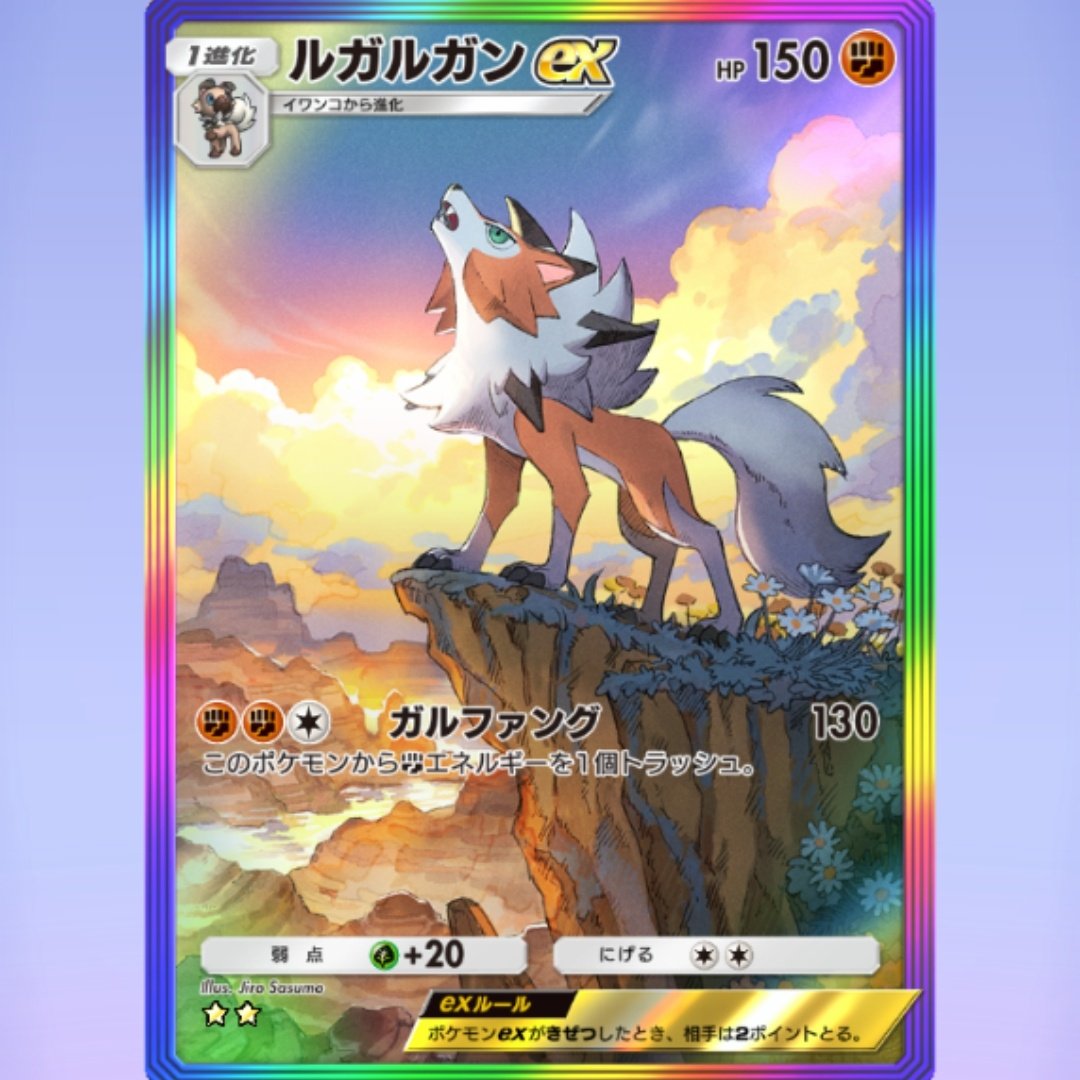 1進化
ルガルガンex
HP 150
イワンコから進化
ガルファング 130
このポケモンからエネルギーを1個トラッシュ。
弱点 +20
にげる
Illus. Jiro Sasumo
exルール
ポケモンexがきぜつしたとき、相手は2ポイントとる。